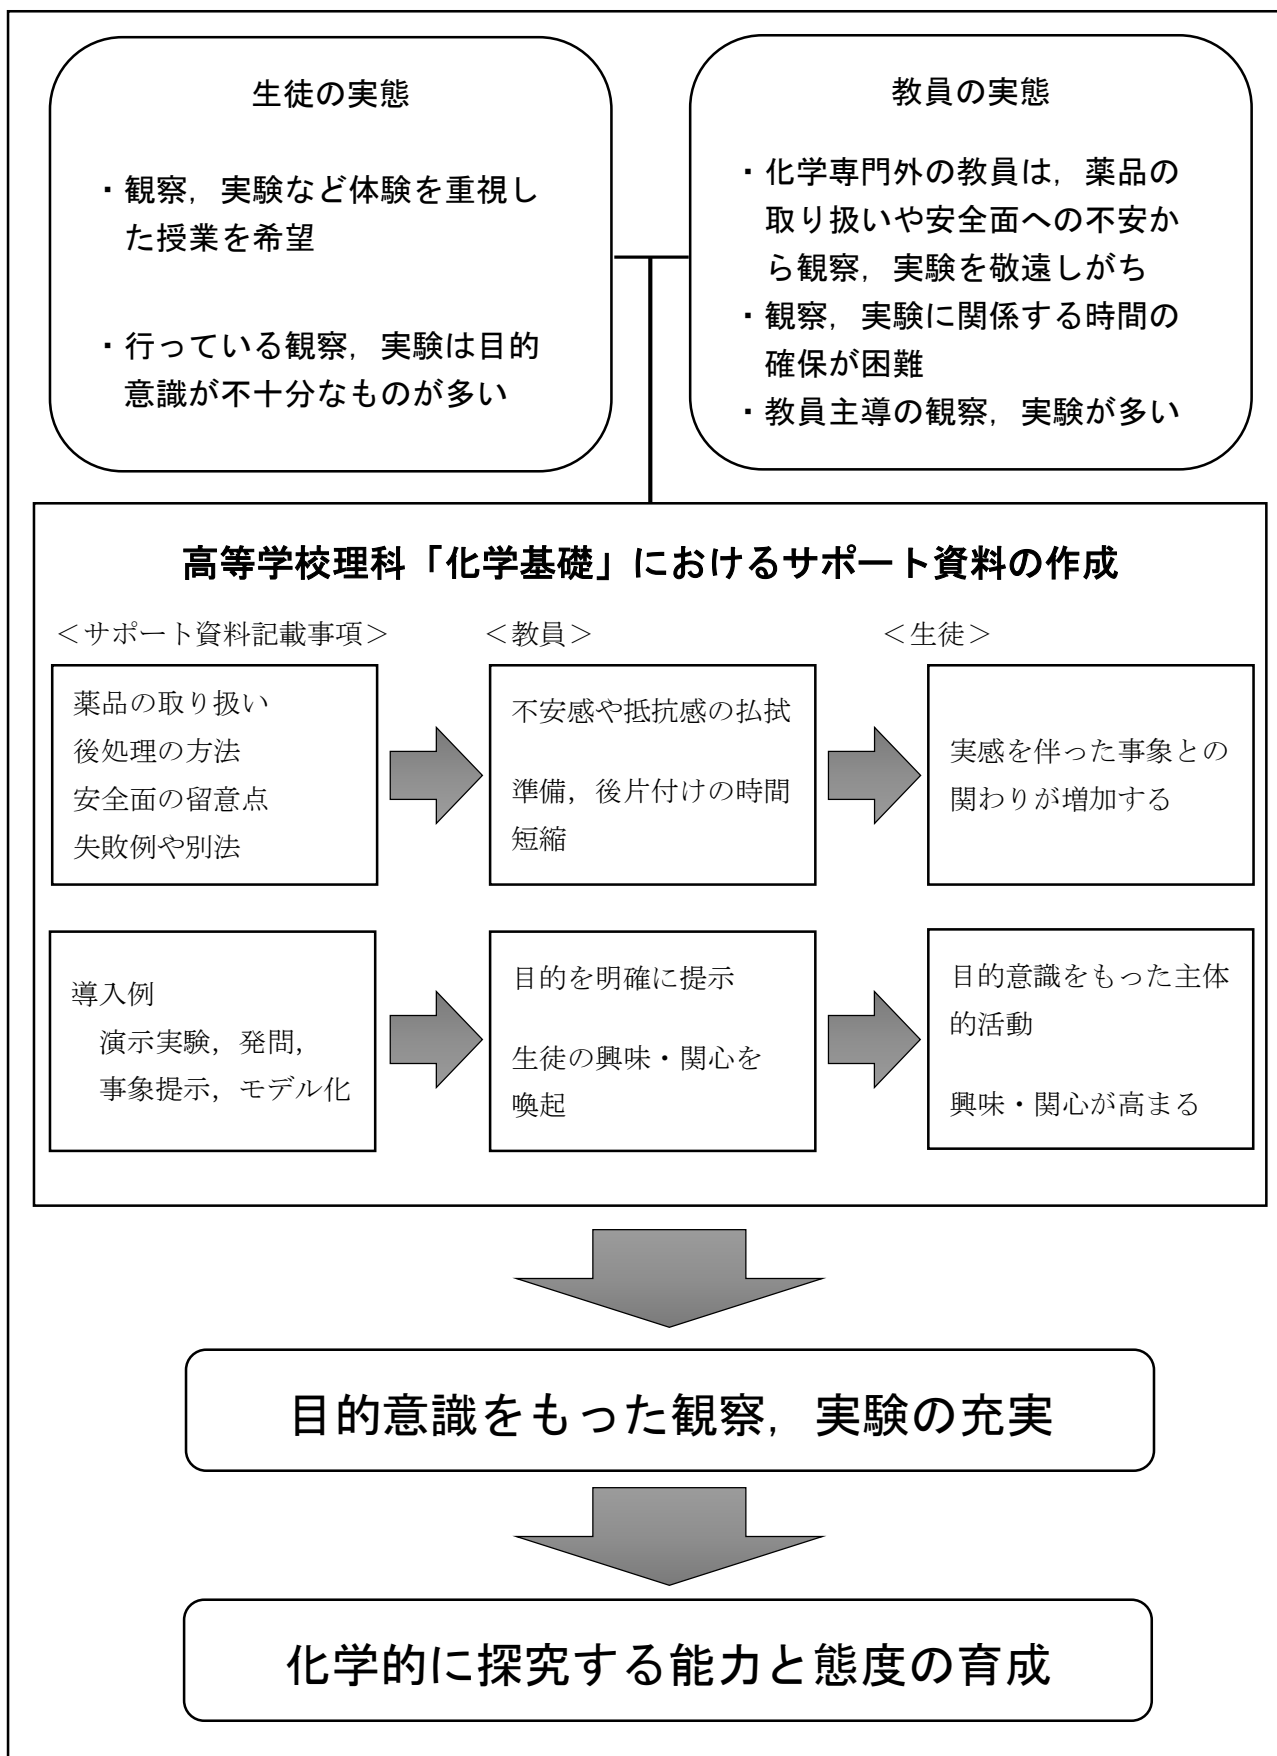 生徒の実態
・観察，実験など体験を重視し
た授業を希望
・行っている観察，実験は目的
意識が不十分なものが多い
教員の実態
・化学専門外の教員は，薬品の
取り扱いや安全面への不安か
ら観察，実験を敬遠しがち
・観察，実験に関係する時間の
確保が困難
・教員主導の観察，実験が多い
高等学校理科「化学基礎」におけるサポート資料の作成
＜サポート資料記載事項＞
＜教員＞
＜生徒＞
薬品の取り扱い
後処理の方法
安全面の留意点
失敗例や別法
不安感や抵抗感の払拭
準備，後片付けの時間
短縮
実感を伴った事象との
関わりが増加する
導入例
演示実験，発問，
事象提示，モデル化
目的を明確に提示
生徒の興味・関心を
喚起
目的意識をもった主体
的活動
興味・関心が高まる
目的意識をもった観察，実験の充実
化学的に探究する能力と態度の育成